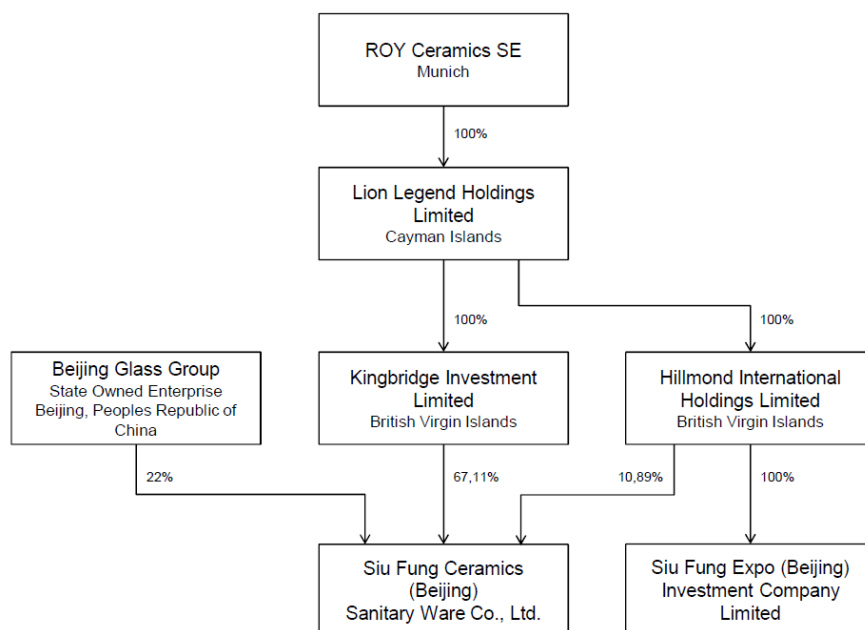 ROY Ceramics SE
Munich
100%
Lion Legend Holdings
Limited
Cayman Islands
100%
100%
Beijing Glass Group
State Owned Enterprise
Beijing, Peoples Republic of
China
Kingbridge Investment
Limited
British Virgin Islands
Hillmond International
Holdings Limited
British Virgin Islands
22%
67,11%
10,89%
100%
Siu Fung Ceramics
(Beijing)
Sanitary Ware Co., Ltd.
Siu Fung Expo (Beijing)
Investment Company
Limited